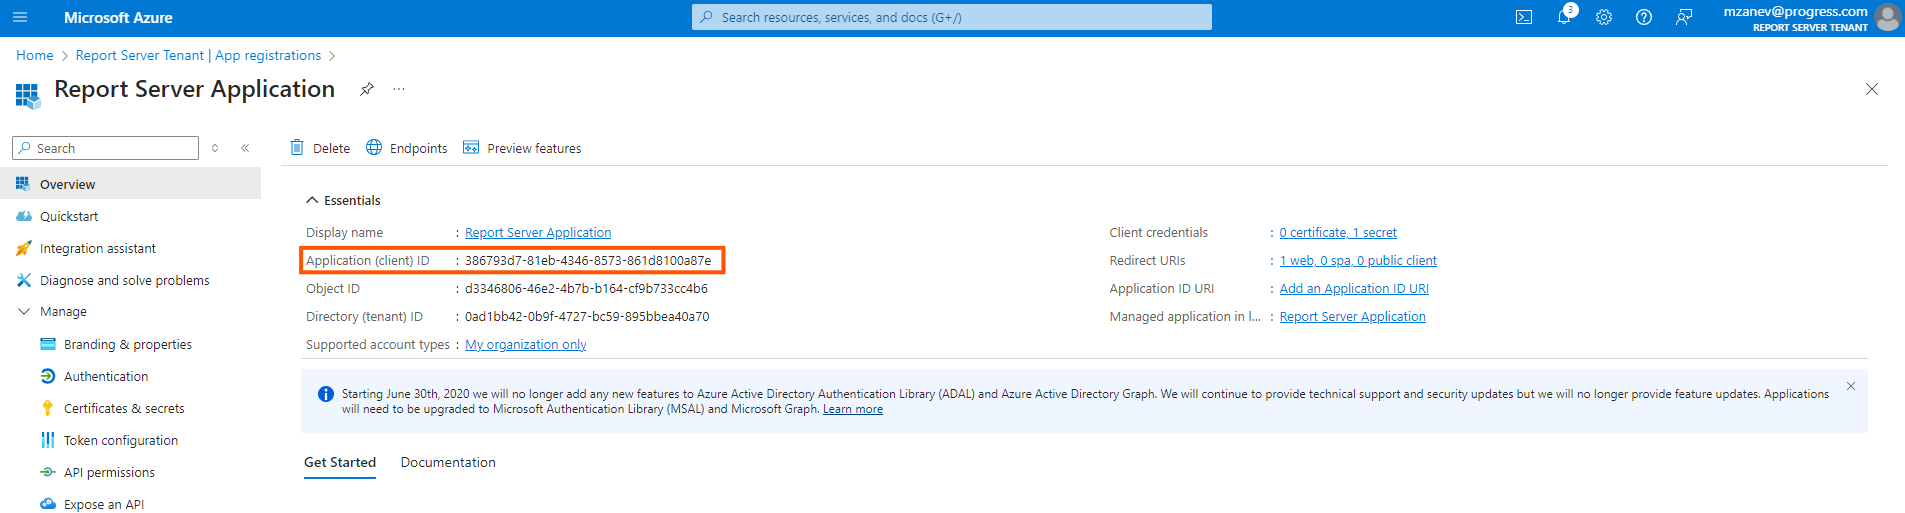 Microsoft Azure
Search resources, services, and docs (G+/)
3
mzanev@progress.com
REPORT SERVER TENANT
Home > Report Server Tenant | App registrations >
Report Server Application
...
Search
Overview
Quickstart
Integration assistant
Diagnose and solve problems
Manage
Branding & properties
Authentication
Certificates & secrets
Token configuration
API permissions
Expose an API
Delete
Endpoints
Preview features
Essentials
Display name : Report Server Application
Application (client) ID : 386793d7-81eb-4346-8573-861d8100a87e
Object ID : d3346806-46e2-4b7b-b164-cf9b733cc4b6
Directory (tenant) ID : 0ad1bb42-0b9f-4727-bc59-895bbea40a70
Supported account types : My organization only
Client credentials : 0 certificate, 1 secret
Redirect URIs : 1 web, 0 spa, 0 public client
Application ID URI : Add an Application ID URI
Managed application in l... : Report Server Application
Starting June 30th, 2020 we will no longer add any new features to Azure Active Directory Authentication Library (ADAL) and Azure Active Directory Graph. We will continue to provide technical support and security updates but we will no longer provide feature updates. Applications
will need to be upgraded to Microsoft Authentication Library (MSAL) and Microsoft Graph. Learn more
Get Started
Documentation